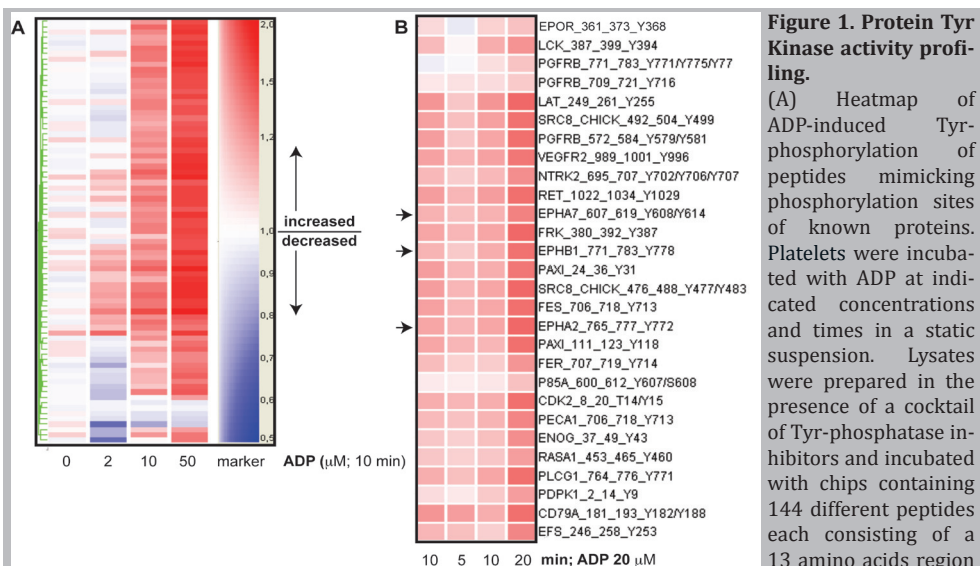 A
2,0
1,5
1,2
1,0
0,8
0,7
0,6
0,5
increased
decreased
0 2 10 50 marker ADP (µM; 10 min)
B
EPOR_361_373_Y368
LCK_387_399_Y394
PGFRB_771_783_Y771/Y775/Y77
PGFRB_709_721_Y716
LAT_249_261_Y255
SRC8_CHICK_492_504_Y499
PGFRB_572_584_Y579/Y581
VEGFR2_989_1001_Y996
NTRK2_695_707_Y702/Y706/Y707
RET_1022_1034_Y1029
EPHA7_607_619_Y608/Y614
FRK_380_392_Y387
EPHB1_771_783_Y778
PAXI_24_36_Y31
SRC8_CHICK_476_488_Y477/Y483
FES_706_718_Y713
EPHA2_765_777_Y772
PAXI_111_123_Y118
FER_707_719_Y714
P85A_600_612_Y607/S608
CDK2_8_20_T14/Y15
PECA1_706_718_Y713
ENOG_37_49_Y43
RASA1_453_465_Y460
PLCG1_764_776_Y771
PDPK1_2_14_Y9
CD79A_181_193_Y182/Y188
EFS_246_258_Y253
10 5 10 20 min; ADP 20 µM
Figure 1. Protein Tyr
Kinase activity profi-
ling.
(A) Heatmap of
ADP-induced Tyr-
phosphorylation of
peptides mimicking
phosphorylation sites
of known proteins.
Platelets were incuba-
ted with ADP at indi-
cated concentrations
and times in a static
suspension. Lysates
were prepared in the
presence of a cocktail
of Tyr-phosphatase in-
hibitors and incubated
with chips containing
144 different peptides
each consisting of a
13 amino acids region